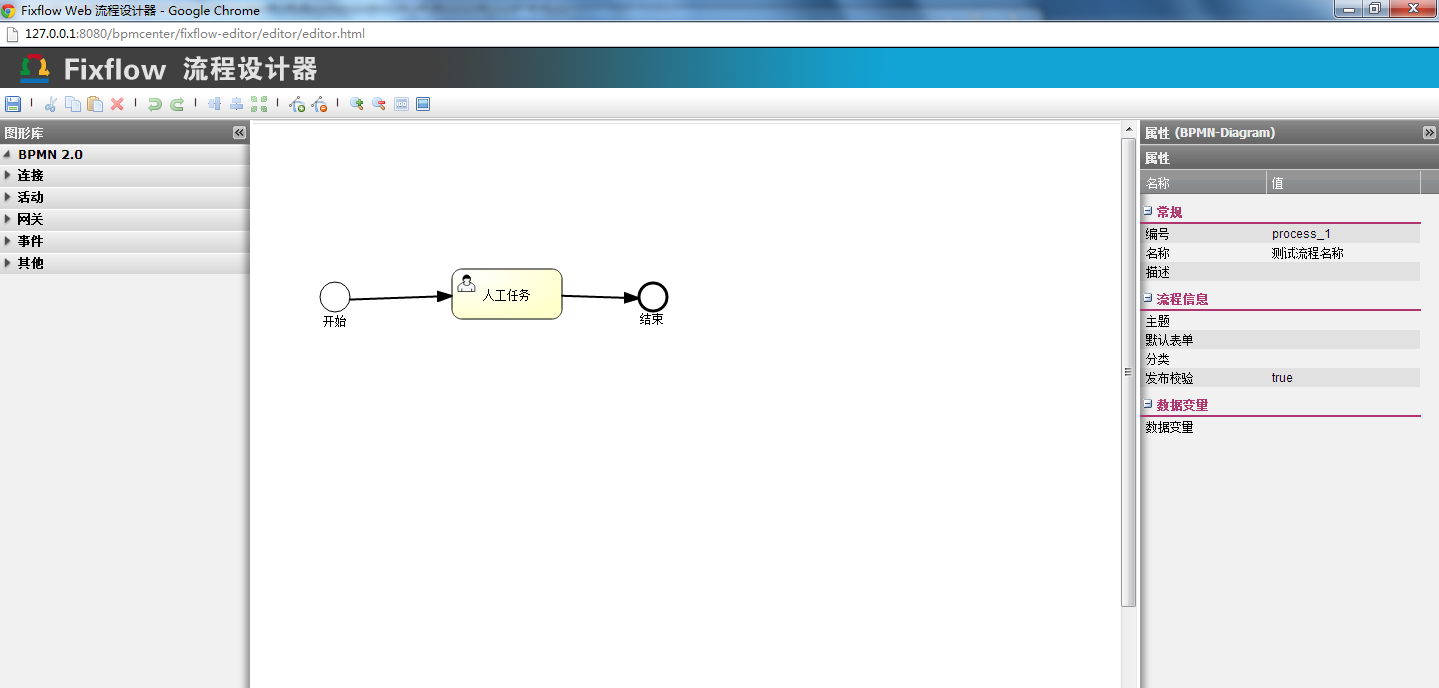 Fixflow Web 流程设计器 - Google Chrome
127.0.0.1:8080/bpmcenter/fixflow-editor/editor/editor.html
Fixflow 流程设计器
图形库
BPMN 2.0
连接
活动
网关
事件
其他
开始
人工任务
结束
属性 (BPMN-Diagram)
属性
名称 值
常规
编号 process_1
名称 测试流程名称
描述
流程信息
主题
默认表单
分类
发布校验 true
数据变量
数据变量